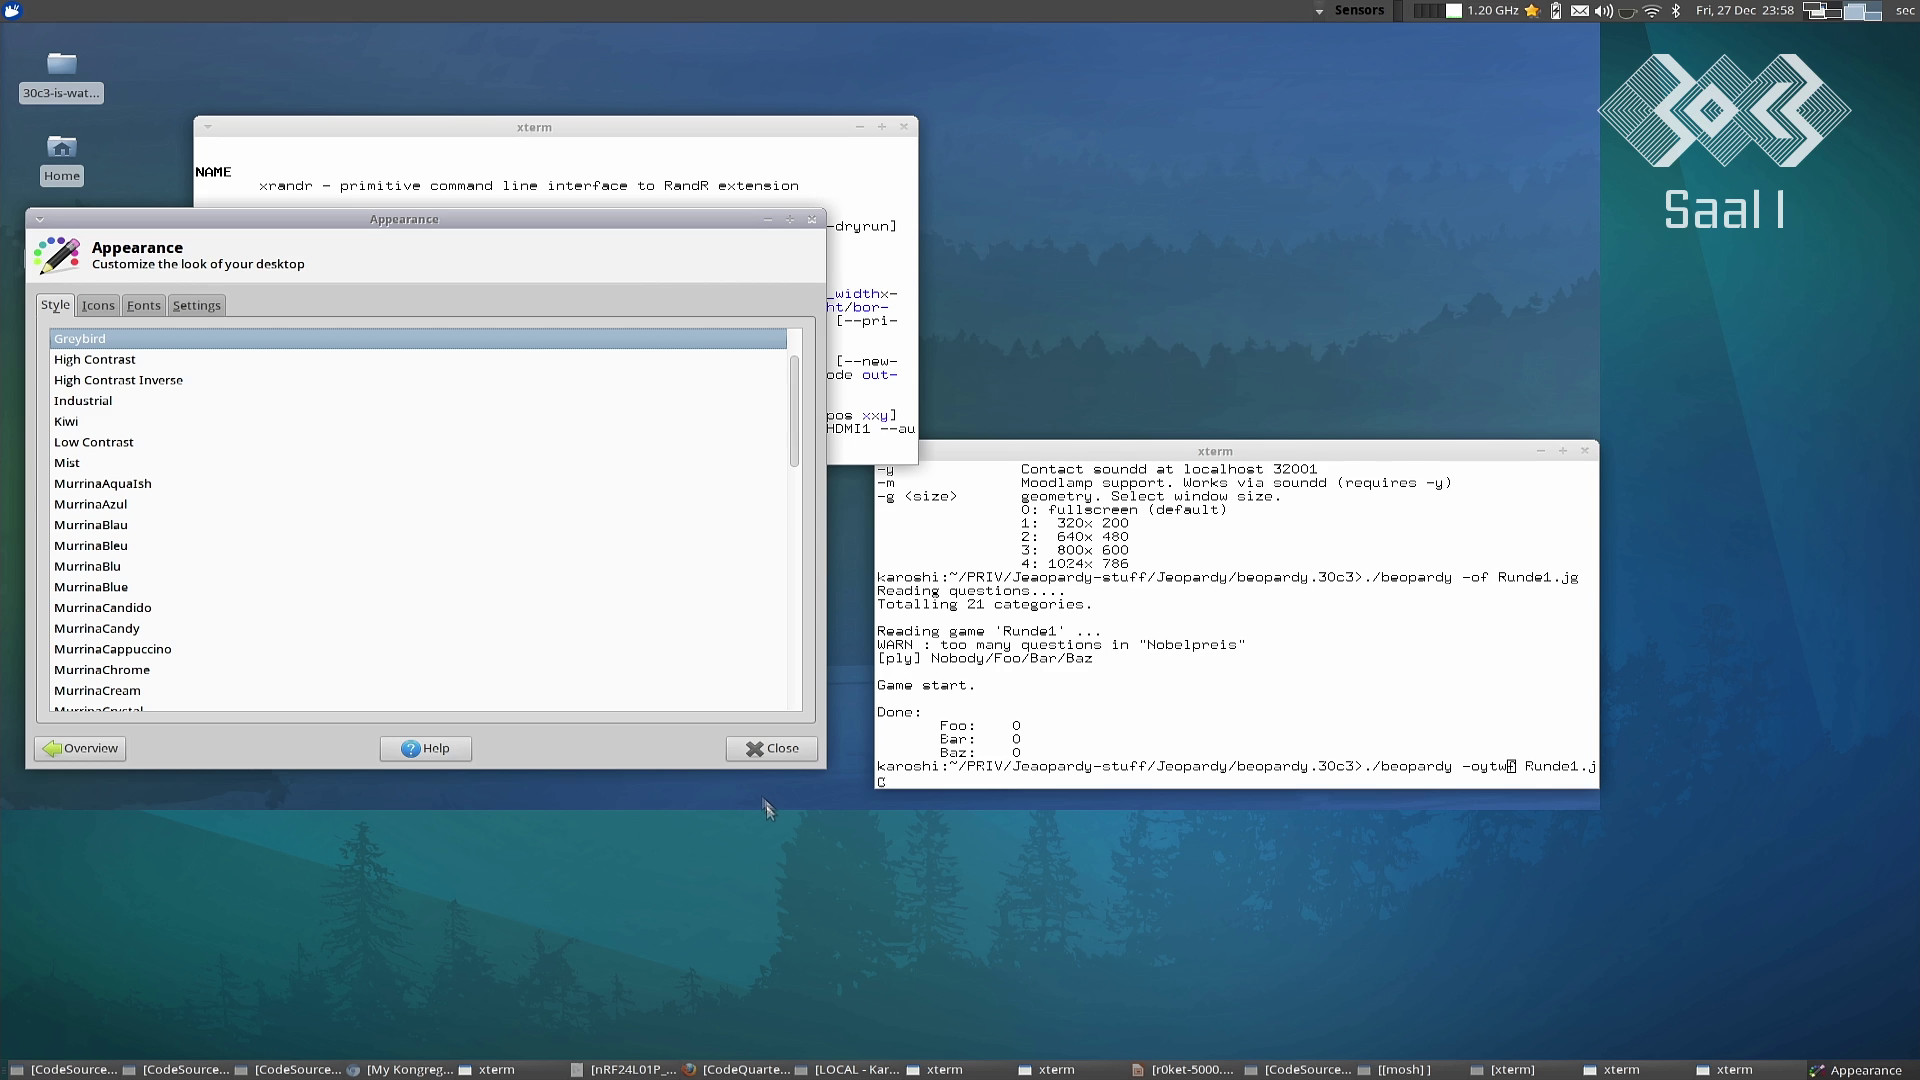 Sensors 1.20 GHz Fri, 27 Dec 23:58 sec
30c3-is-wat...
Home
30C3
Saal 1
xterm
NAME
xrandr - primitive command line interface to RandR extension
-dryrun]
_widthx-
ht/bor-
[--pri-
[--new-
ode out-
pos xxy]
HDMI1 --au
Appearance
Appearance
Customize the look of your desktop
Style Icons Fonts Settings
Greybird
High Contrast
High Contrast Inverse
Industrial
Kiwi
Low Contrast
Mist
MurrinaAquaIsh
MurrinaAzul
MurrinaBlau
MurrinaBleu
MurrinaBlu
MurrinaBlue
MurrinaCandido
MurrinaCandy
MurrinaCappuccino
MurrinaChrome
MurrinaCream
MurrinaCrystal
Overview Help Close
xterm
-y Contact soundd at localhost 32001
-m Moodlamp support. Works via soundd (requires -y)
-g <size> geometry. Select window size.
0: fullscreen (default)
1: 320x 200
2: 640x 480
3: 800x 600
4: 1024x 786
karoshi:~/PRIV/Jeaopardy-stuff/Jeopardy/beopardy.30c3>./beopardy -of Runde1.jg
Reading questions....
Totalling 21 categories.
Reading game 'Runde1' ...
WARN : too many questions in "Nobelpreis"
[ply] Nobody/Foo/Bar/Baz
Game start.
Done:
Foo: 0
Bar: 0
Baz: 0
karoshi:~/PRIV/Jeaopardy-stuff/Jeopardy/beopardy.30c3>./beopardy -oytwf Runde1.j
[CodeSource... [CodeSource... [CodeSource... [My Kongreg... xterm [nRF24L01P_... [CodeQuarte... [LOCAL - Kar... xterm xterm [r0ket-5000.... [CodeSource... [[mosh] ] [xterm] xterm xterm Appearance